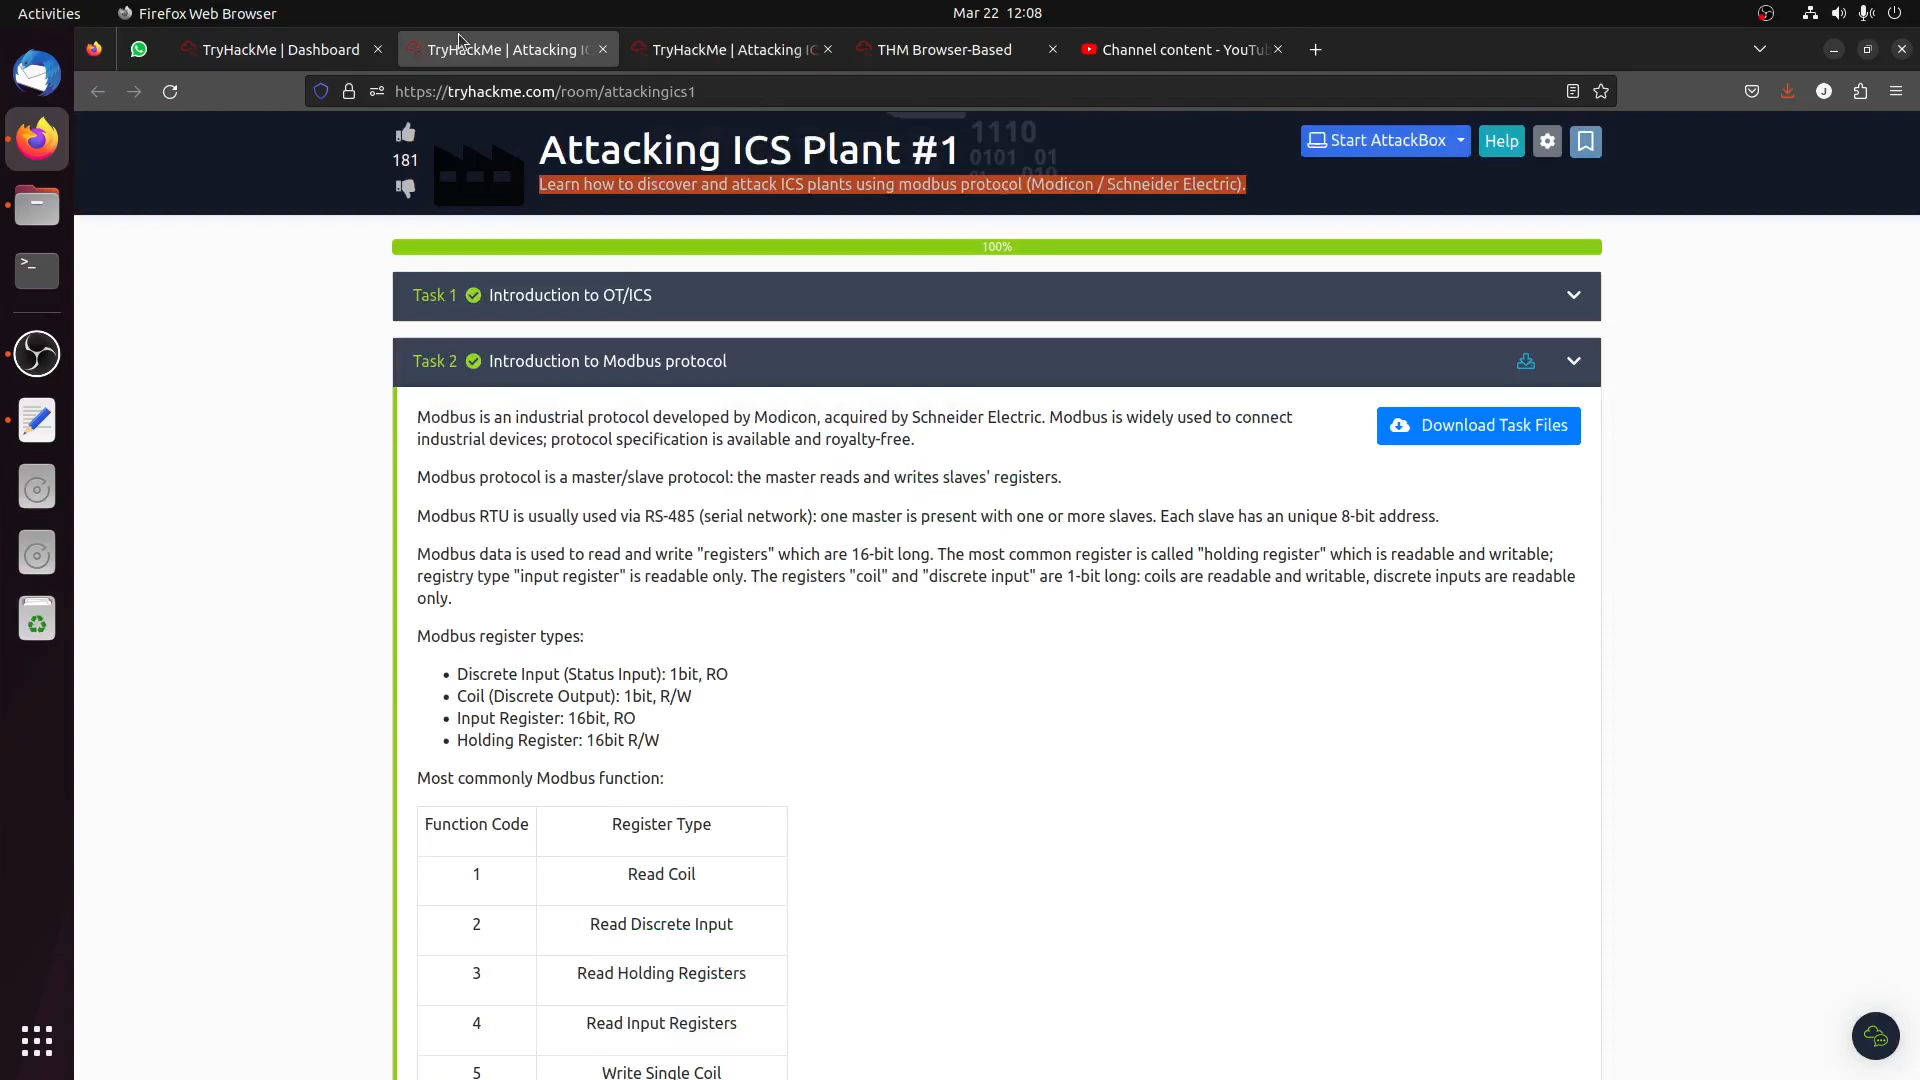 Activities
Firefox Web Browser
Mar 22 12:08
TryHackMe | Dashboard
TryHackMe | Attacking IC
TryHackMe | Attacking IC
THM Browser-Based
Channel content - YouTub
https://tryhackme.com/room/attackingics1
181
Attacking ICS Plant #1
1110
0101 01
010
Start AttackBox
Help
Learn how to discover and attack ICS plants using modbus protocol (Modicon / Schneider Electric).
100%
Task 1 Introduction to OT/ICS
Task 2 Introduction to Modbus protocol
Modbus is an industrial protocol developed by Modicon, acquired by Schneider Electric. Modbus is widely used to connect
industrial devices; protocol specification is available and royalty-free.
Download Task Files
Modbus protocol is a master/slave protocol: the master reads and writes slaves' registers.
Modbus RTU is usually used via RS-485 (serial network): one master is present with one or more slaves. Each slave has an unique 8-bit address.
Modbus data is used to read and write "registers" which are 16-bit long. The most common register is called "holding register" which is readable and writable;
registry type "input register" is readable only. The registers "coil" and "discrete input" are 1-bit long: coils are readable and writable, discrete inputs are readable
only.
Modbus register types:
Discrete Input (Status Input): 1bit, RO
Coil (Discrete Output): 1bit, R/W
Input Register: 16bit, RO
Holding Register: 16bit R/W
Most commonly Modbus function:
Function Code Register Type
1 Read Coil
2 Read Discrete Input
3 Read Holding Registers
4 Read Input Registers
5 Write Single Coil